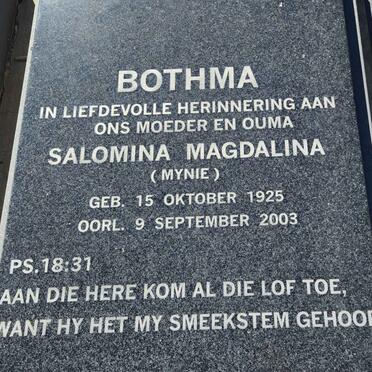 BOTHMA
IN LIEFDEVOLLE HERINNERING AAN
ONS MOEDER EN OUMA
SALOMINA MAGDALINA
(MYNIE)
GEB. 15 OKTOBER 1925
OORL. 9 SEPTEMBER 2003
PS.18:31
AAN DIE HERE KOM AL DIE LOF TOE,
WANT HY HET MY SMEEKSTEM GEHOOR